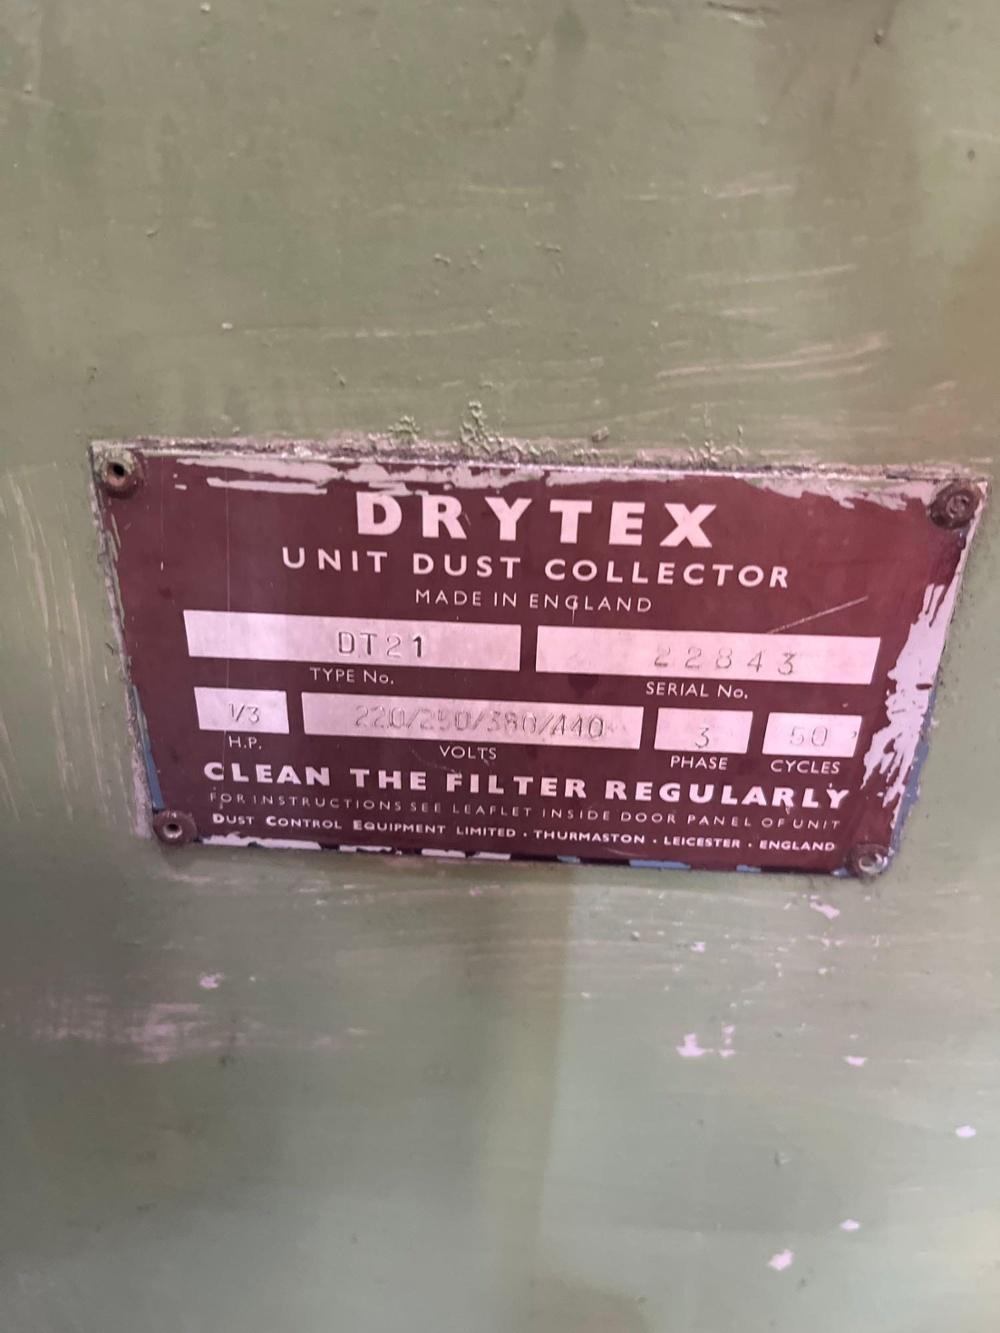 DRYTEX
UNIT DUST COLLECTOR
MADE IN ENGLAND
DT21 22843
TYPE No. SERIAL No.
1/3 220/250/380/440 3 50
H.P. VOLTS PHASE CYCLES
CLEAN THE FILTER REGULARLY
FOR INSTRUCTIONS SEE LEAFLET INSIDE DOOR PANEL OF UNIT
DUST CONTROL EQUIPMENT LIMITED · THURMASTON · LEICESTER · ENGLAND